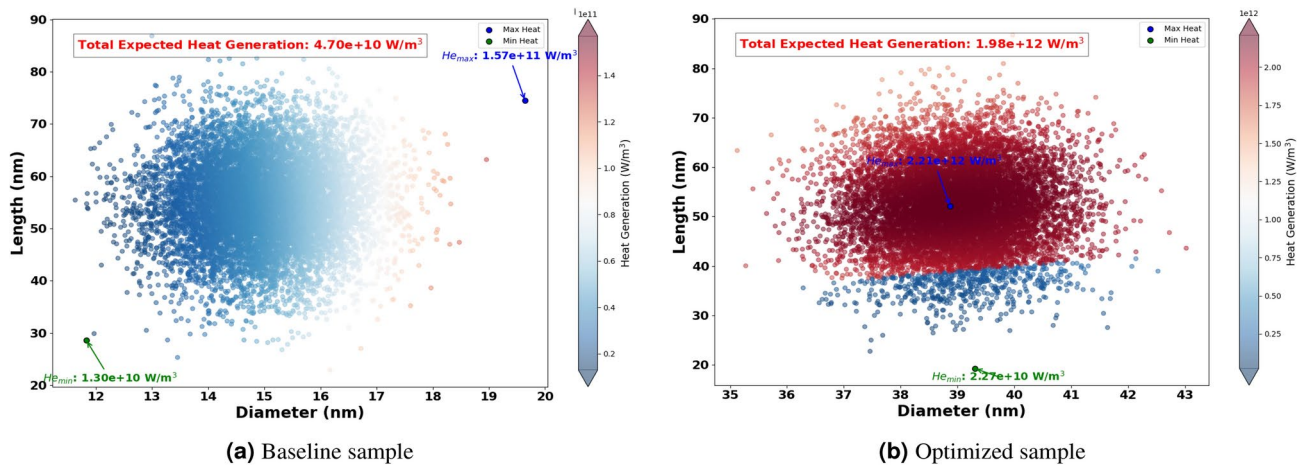 1e11
Total Expected Heat Generation: 4.70e+10 W/m³
Max Heat
Min Heat
He_max: 1.57e+11 W/m³
He_min: 1.30e+10 W/m³
90
80
70
60
50
40
30
20
Length (nm)
12 13 14 15 16 17 18 19 20
Diameter (nm)
1.4
1.2
1.0
0.8
0.6
0.4
0.2
Heat Generation (W/m³)
(a) Baseline sample
1e12
Total Expected Heat Generation: 1.98e+12 W/m³
Max Heat
Min Heat
He_max: 2.21e+12 W/m³
He_min: 2.27e+10 W/m³
90
80
70
60
50
40
30
20
Length (nm)
35 36 37 38 39 40 41 42 43
Diameter (nm)
2.00
1.75
1.50
1.25
1.00
0.75
0.50
0.25
Heat Generation (W/m³)
(b) Optimized sample